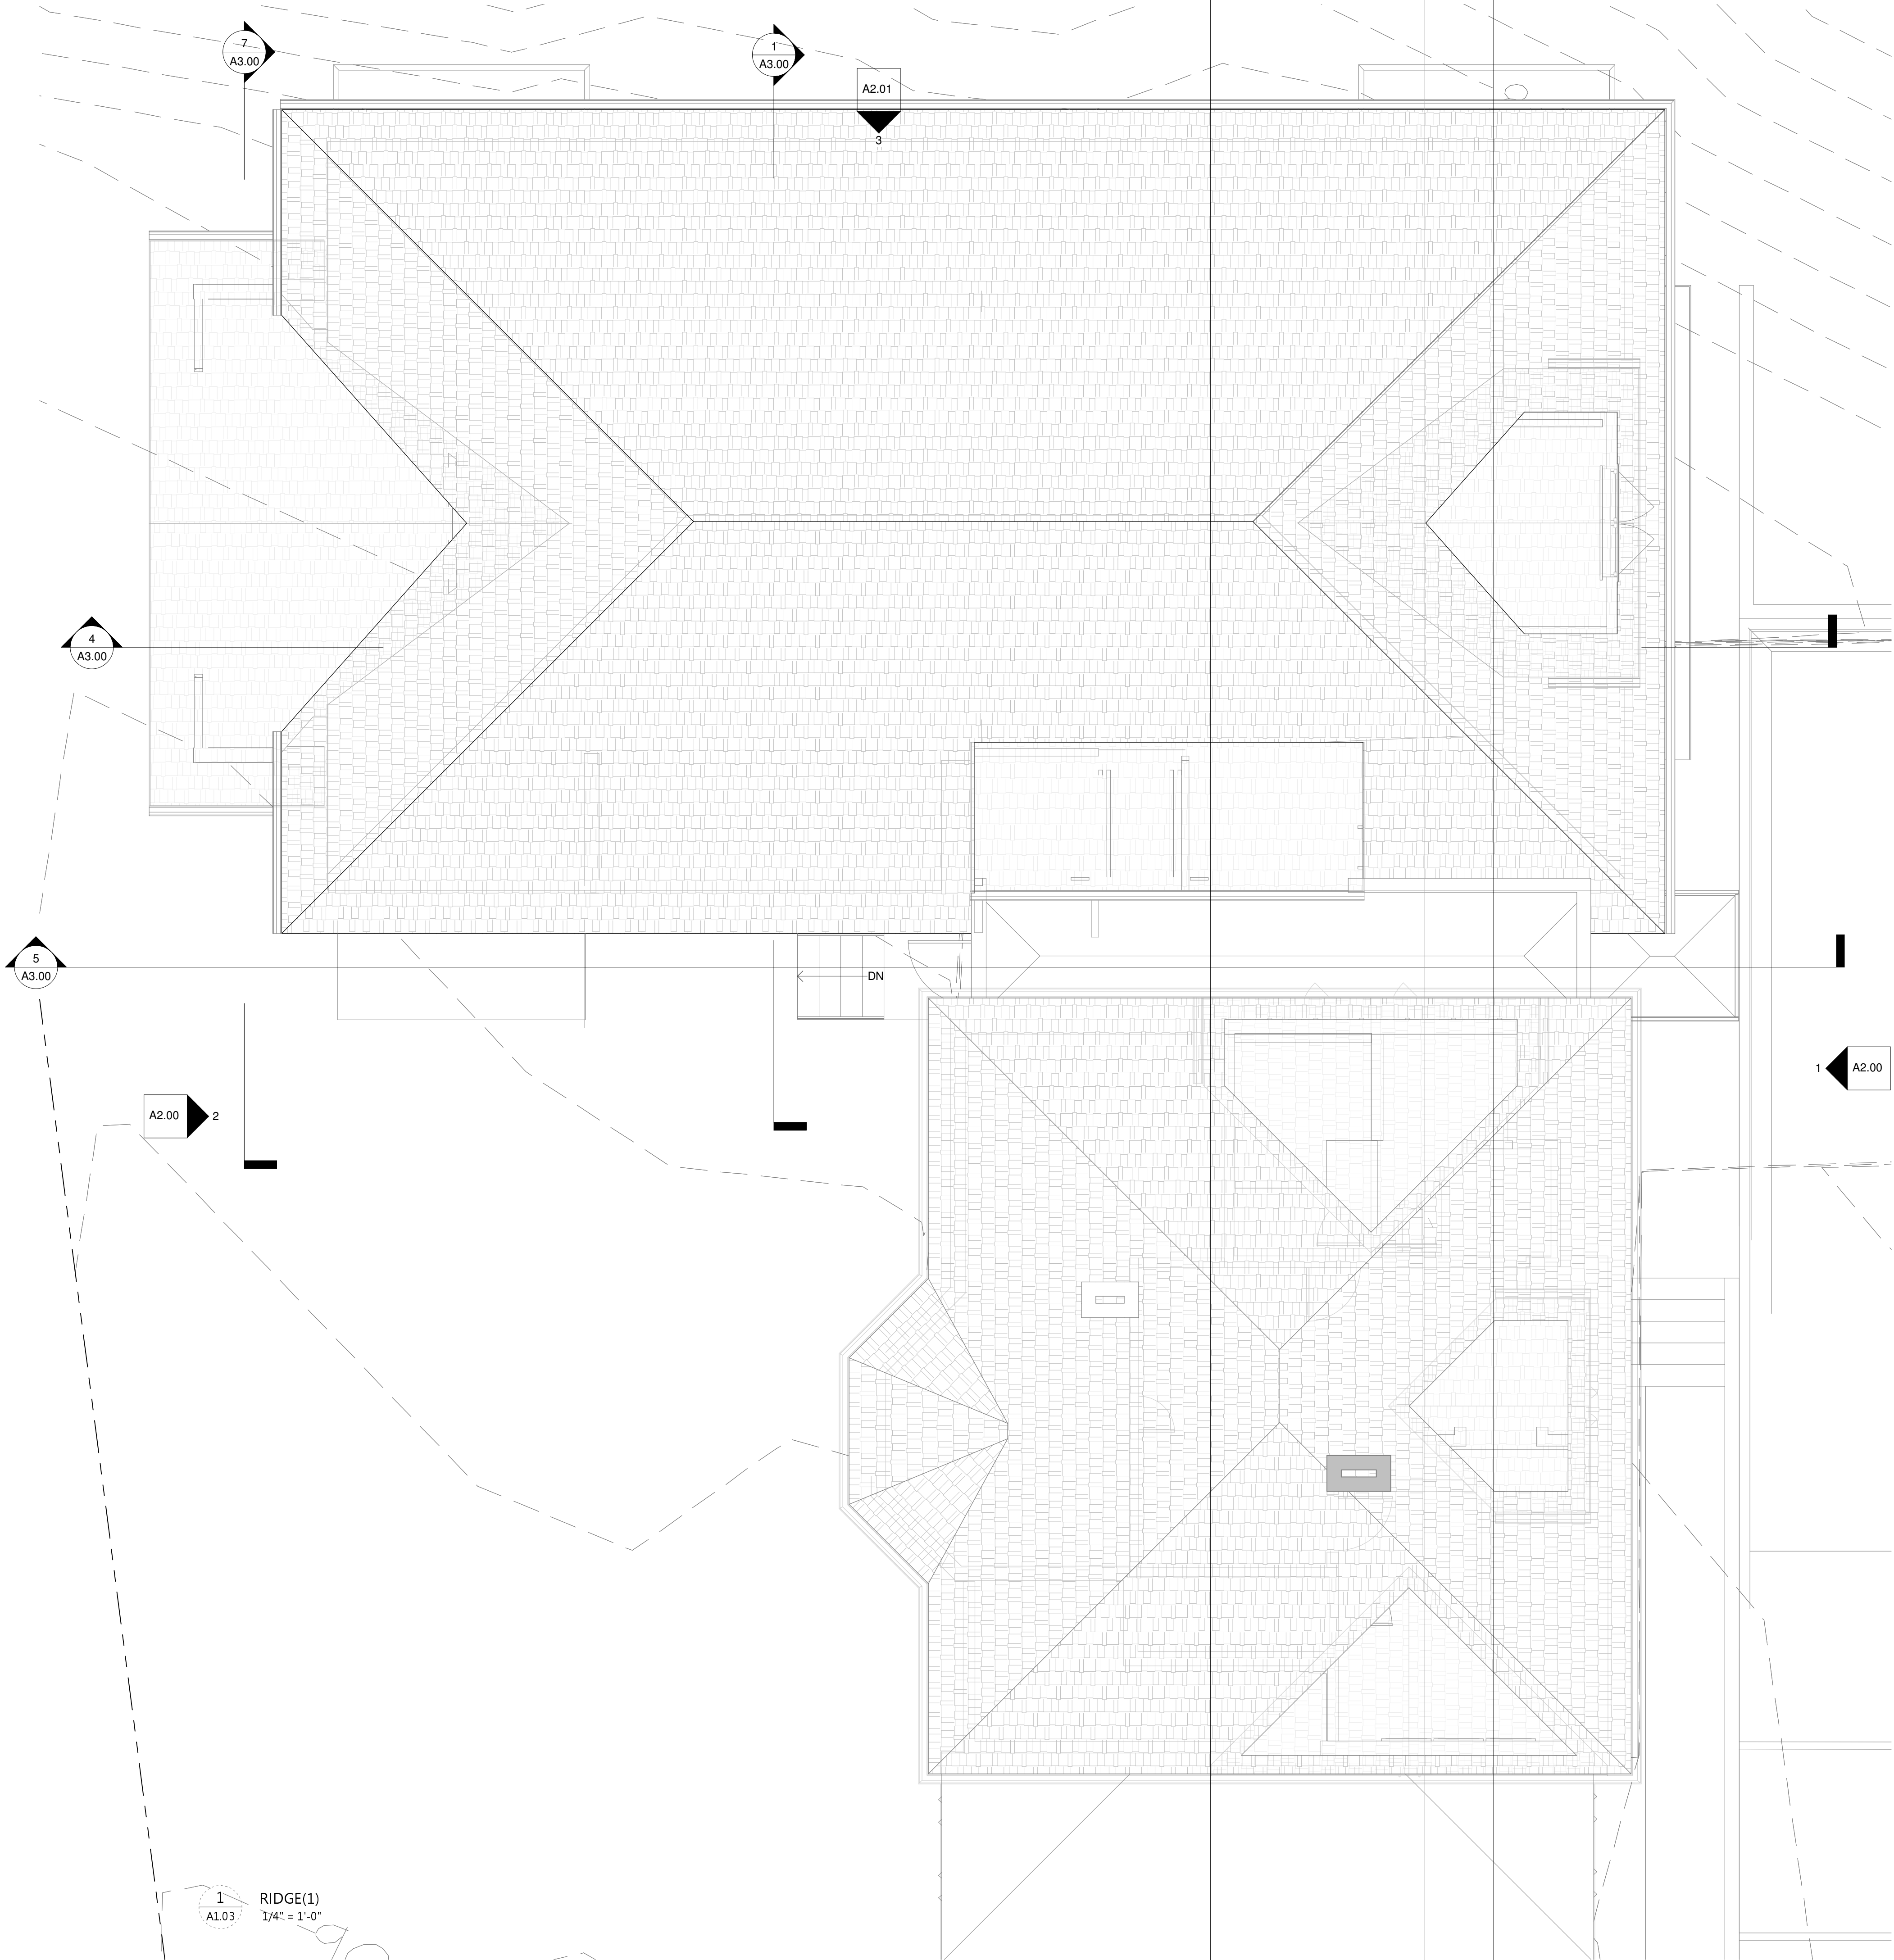 7
A3.00
1
A3.00
A2.01
3
4
A3.00
5
A3.00
DN
A2.00
2
1
A2.00
1
A1.03
RIDGE(1)
1/4" = 1'-0"